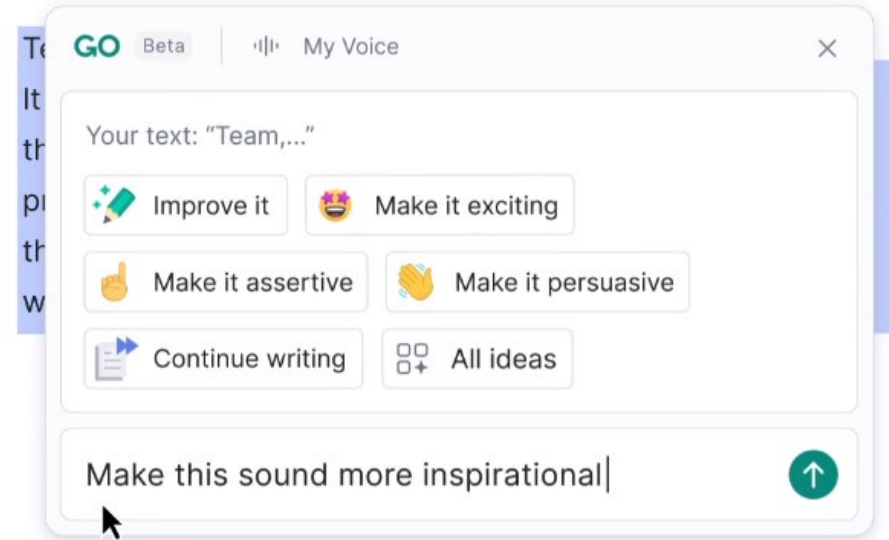 GO Beta My Voice
It
Your text: “Team,...”
Improve it Make it exciting
Make it assertive Make it persuasive
Continue writing All ideas
Make this sound more inspirational